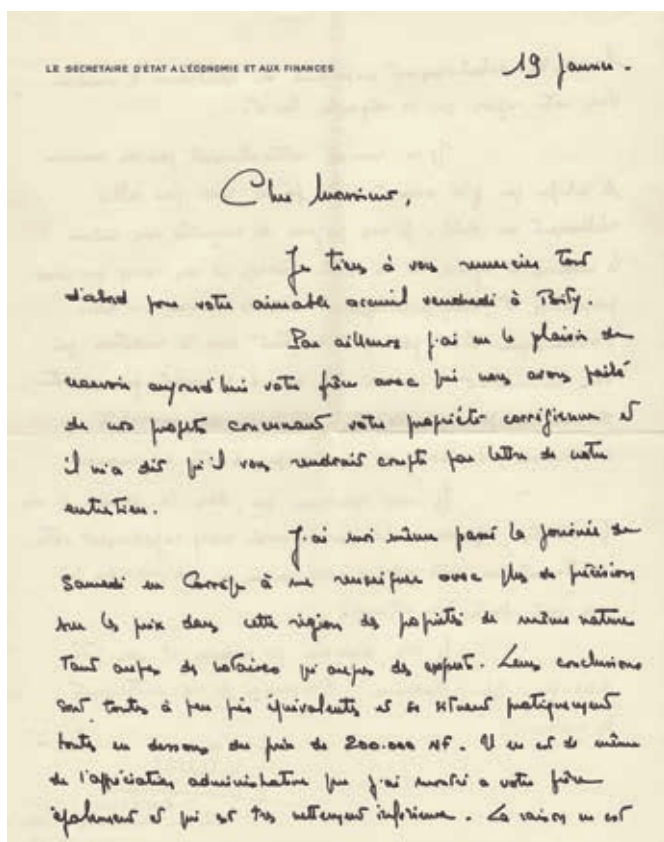 LE SECRÉTAIRE D'ÉTAT A L'ÉCONOMIE ET AUX FINANCES
19 janvier.
Cher Monsieur,
Je tiens à vous remercier tout
d'abord pour votre aimable accueil vendredi à Bity.
Par ailleurs j'ai eu le plaisir de
recevoir aujourd'hui votre frère avec qui nous avons parlé
de nos projets concernant votre propriété corrézienne et
il m'a dit qu'il vous rendrait compte par lettre de notre
entretien.
J'ai moi même passé la journée de
Samedi en Corrèze à me renseigner avec plus de précision
sur les prix dans cette région des propriétés de même nature
tant auprès des notaires qu'auprès des experts. Leurs conclusions
sont toutes à peu près équivalentes et se situent pratiquement
toutes en dessous du prix de 200.000 NF. Il en est de même
de l'appréciation administrative que j'ai montré a votre frère
également et qui est très nettement inférieure. La raison en est